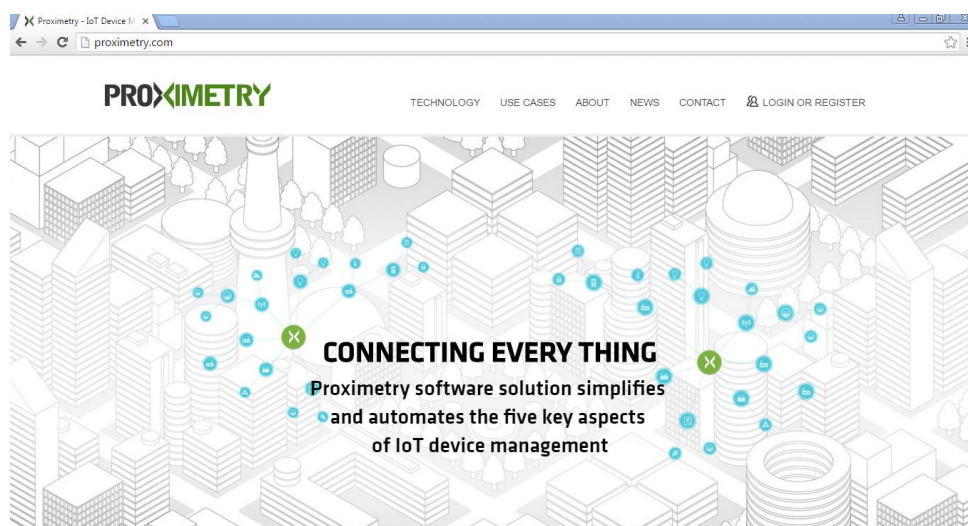 Proximetry - IoT Device M
proximetry.com
PROXIMETRY
TECHNOLOGY USE CASES ABOUT NEWS CONTACT LOGIN OR REGISTER
CONNECTING EVERY THING
Proximetry software solution simplifies
and automates the five key aspects
of IoT device management